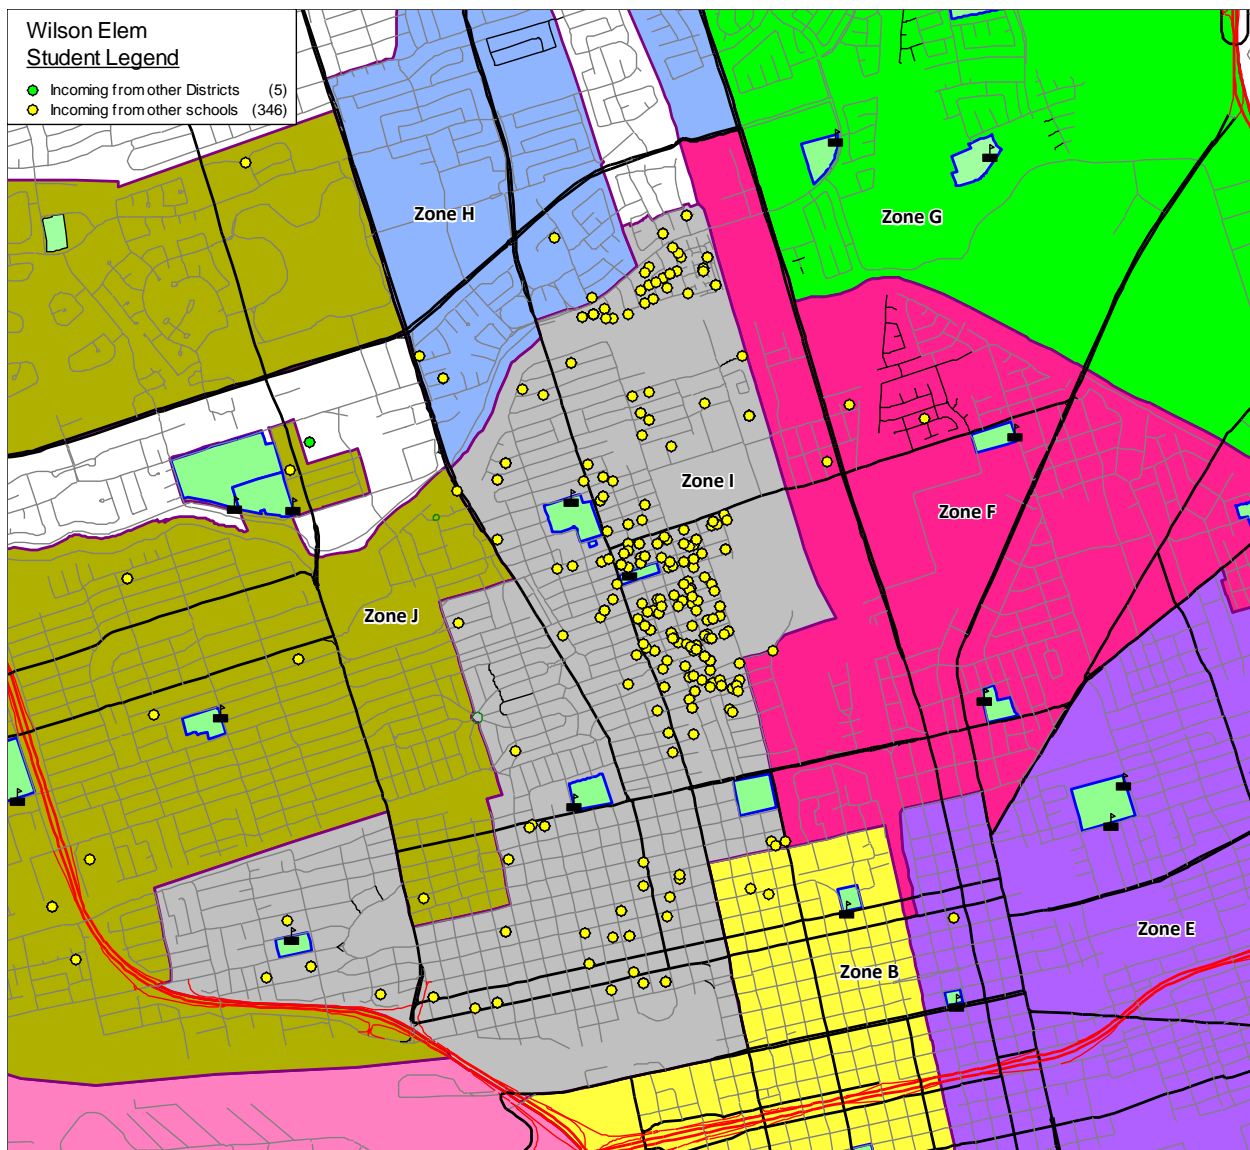 Wilson Elem
Student Legend
Incoming from other Districts (5)
Incoming from other schools (346)
Zone H
Zone G
Zone I
Zone F
Zone J
Zone E
Zone B